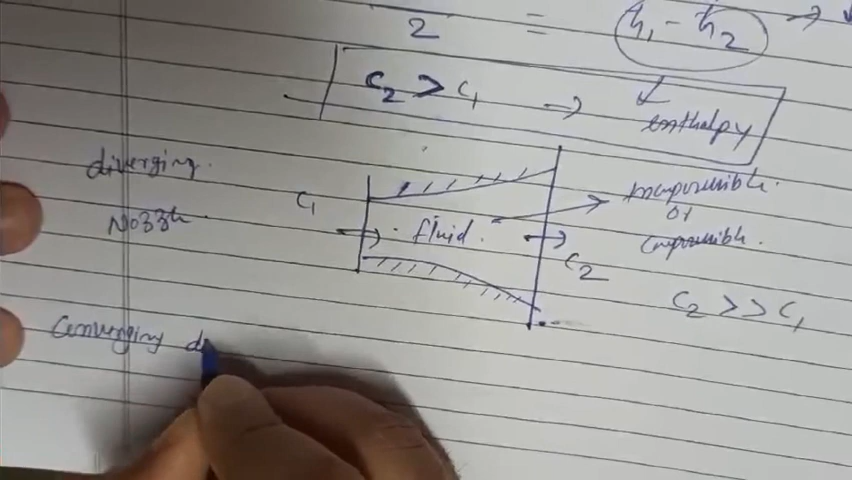 2 = h₁ - h₂ →
C₂ > C₁ → enthalpy
diverging.
Nozzle.
C₁ → . fluid. → C₂
Incompressible.
or
Compressible.
C₂ >> C₁
Converging d